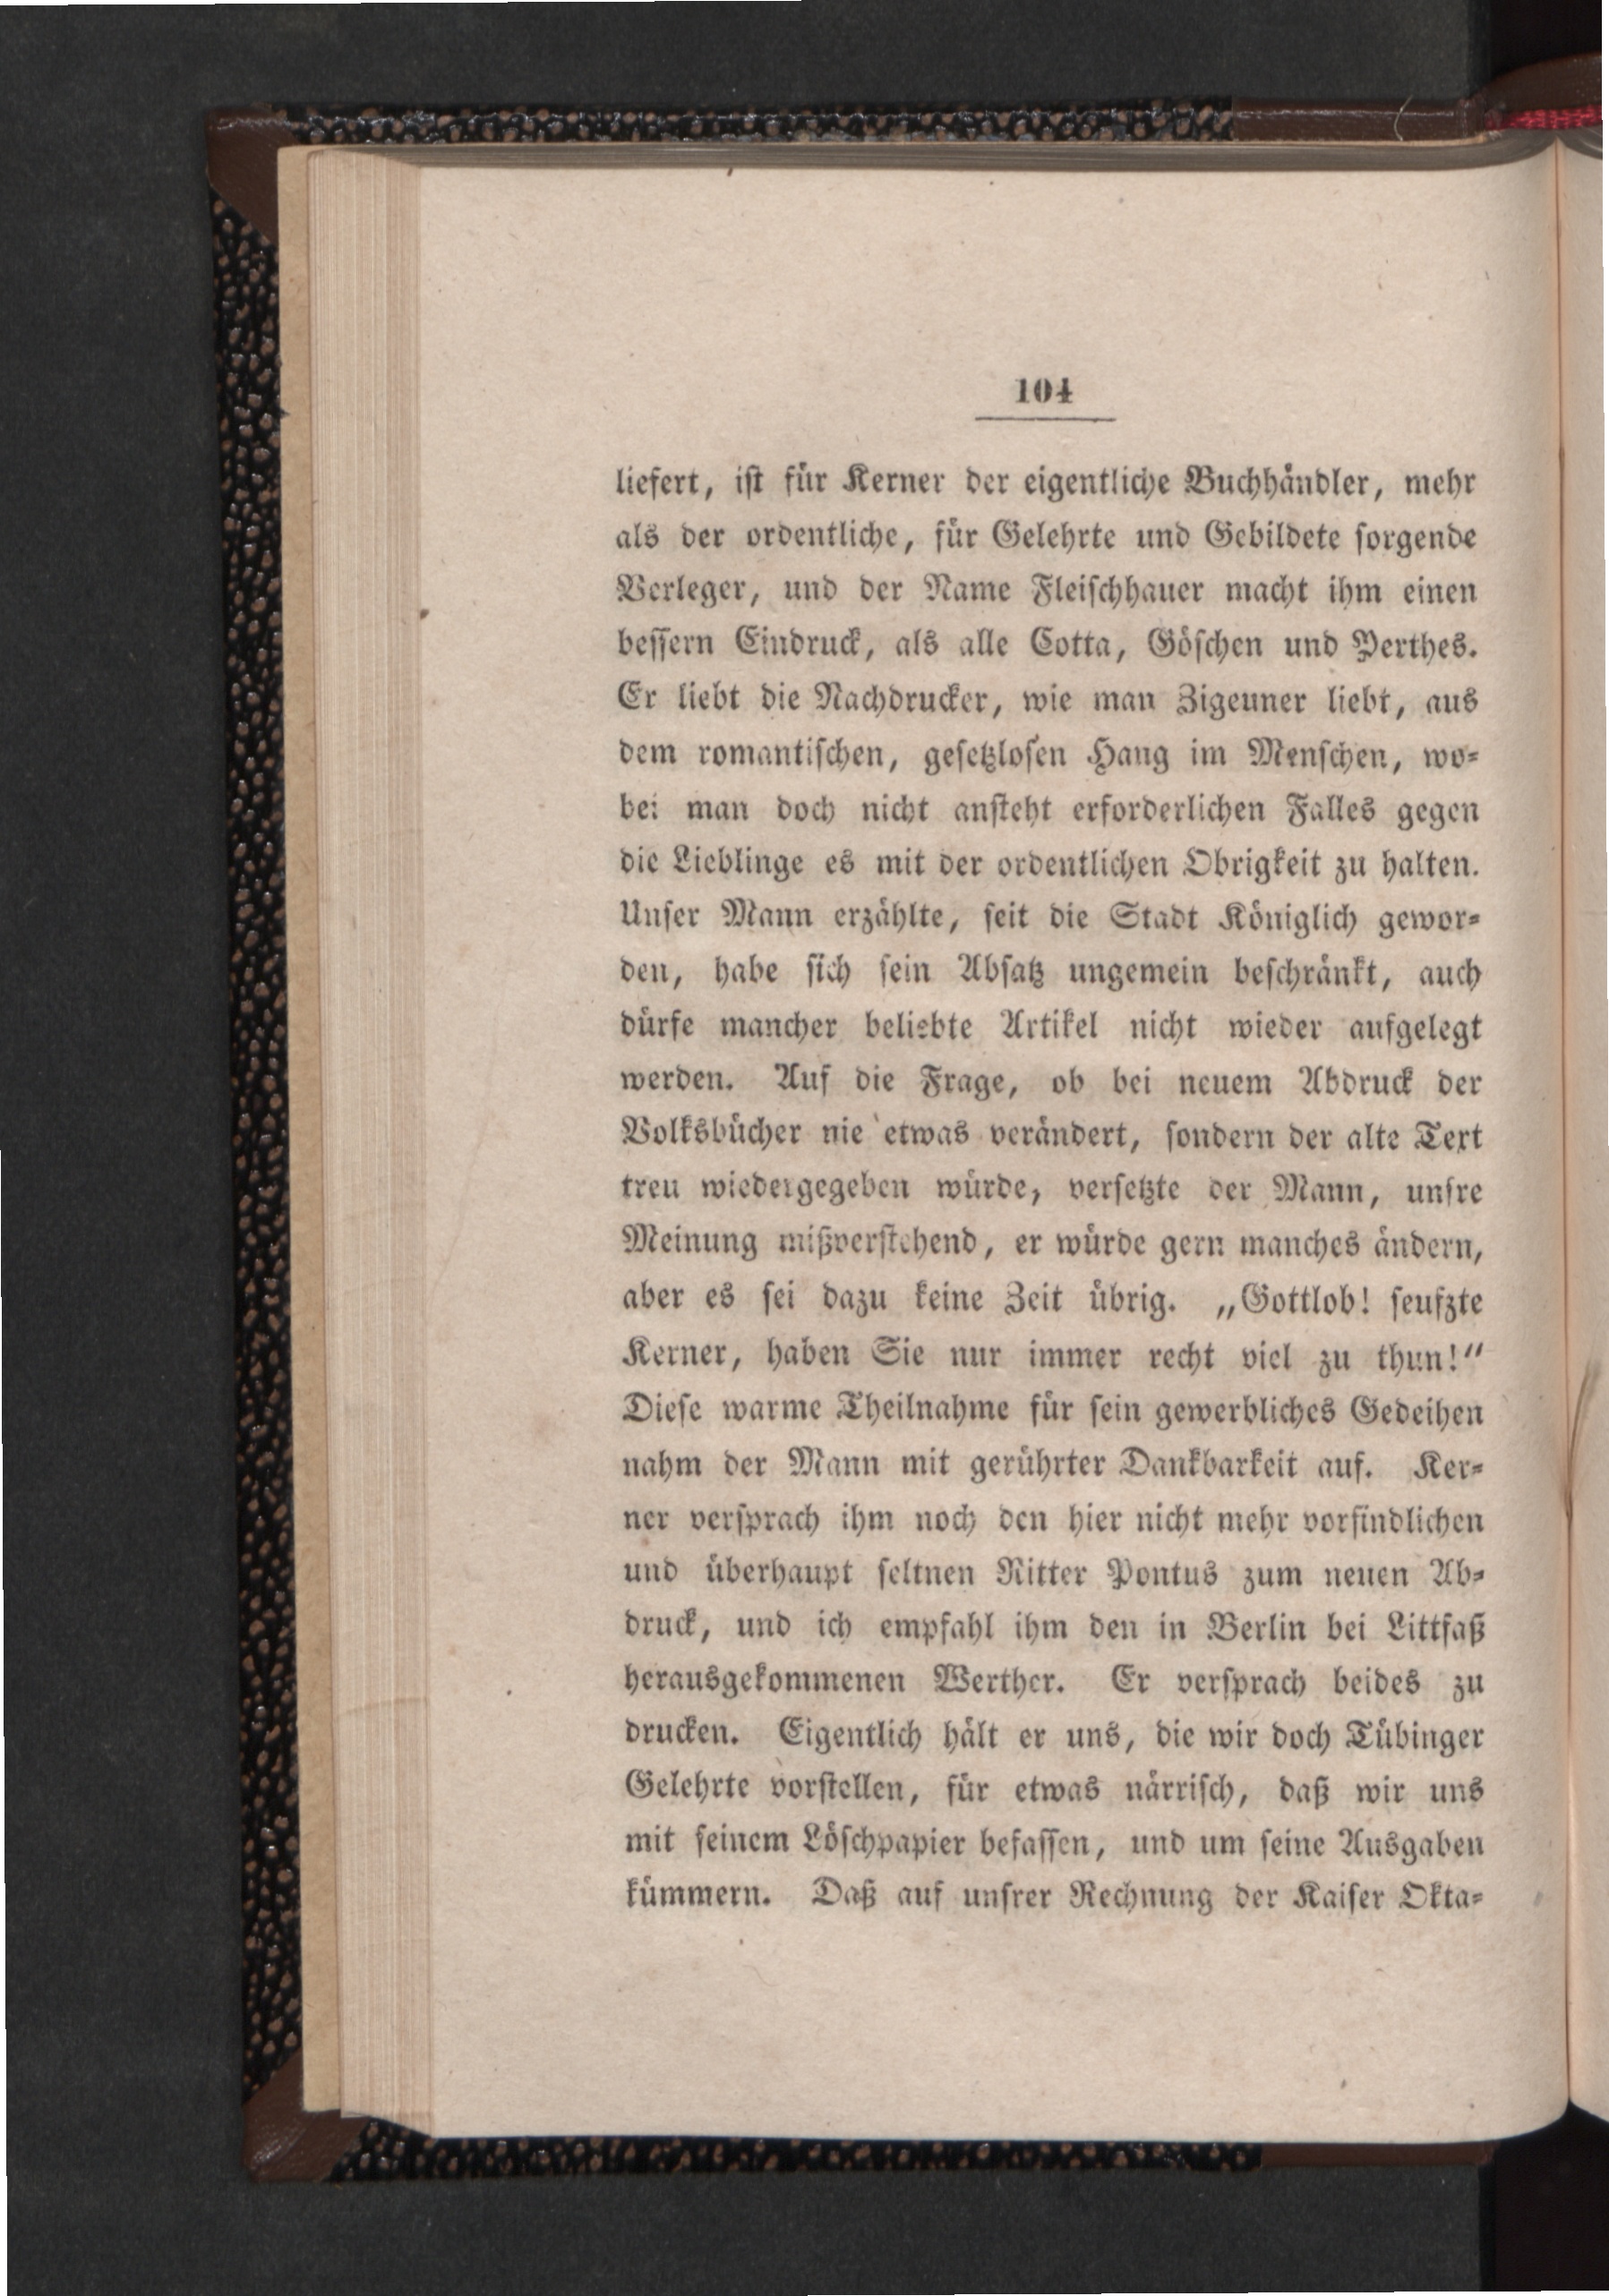 104
liefert, ist für Kerner der eigentliche Buchhändler, mehr
als der ordentliche, für Gelehrte und Gebildete sorgende
Verleger, und der Name Fleischhauer macht ihm einen
bessern Eindruck, als alle Cotta, Göschen und Perthes.
Er liebt die Nachdrucker, wie man Zigeuner liebt, aus
dem romantischen, gesetzlosen Hang im Menschen, wo-
bei man doch nicht ansteht erforderlichen Falles gegen
die Lieblinge es mit der ordentlichen Obrigkeit zu halten.
Unser Mann erzählte, seit die Stadt Königlich gewor-
den, habe sich sein Absatz ungemein beschränkt, auch
dürfe mancher beliebte Artikel nicht wieder aufgelegt
werden. Auf die Frage, ob bei neuem Abdruck der
Volksbücher nie etwas verändert, sondern der alte Text
treu wiedergegeben würde, versetzte der Mann, unsre
Meinung mißverstehend, er würde gern manches ändern,
aber es sei dazu keine Zeit übrig. „Gottlob! seufzte
Kerner, haben Sie nur immer recht viel zu thun!“
Diese warme Theilnahme für sein gewerbliches Gedeihen
nahm der Mann mit gerührter Dankbarkeit auf. Ker-
ner versprach ihm noch den hier nicht mehr vorfindlichen
und überhaupt seltnen Ritter Pontus zum neuen Ab-
druck, und ich empfahl ihm den in Berlin bei Littfaß
herausgekommenen Werther. Er versprach beides zu
drucken. Eigentlich hält er uns, die wir doch Tübinger
Gelehrte vorstellen, für etwas närrisch, daß wir uns
mit seinem Löschpapier befassen, und um seine Ausgaben
kümmern. Daß auf unsrer Rechnung der Kaiser Okta-